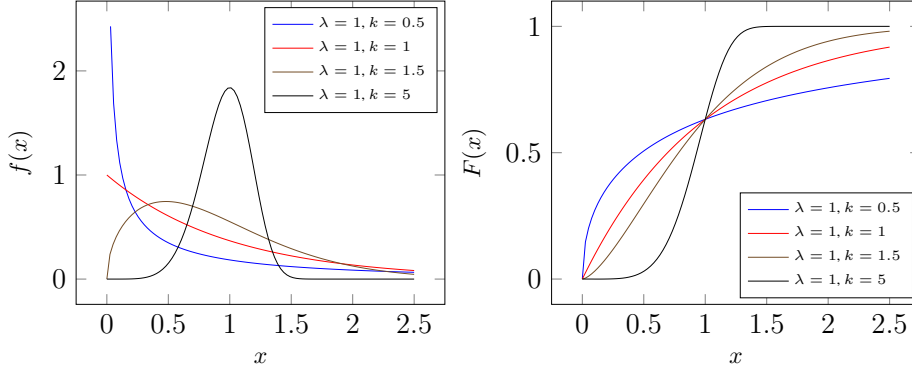 0
0.5
1
1.5
2
2.5
0
1
2
x
f(x)
λ = 1, k = 0.5
λ = 1, k = 1
λ = 1, k = 1.5
λ = 1, k = 5
0
0.5
1
1.5
2
2.5
0
0.5
1
x
F(x)
λ = 1, k = 0.5
λ = 1, k = 1
λ = 1, k = 1.5
λ = 1, k = 5